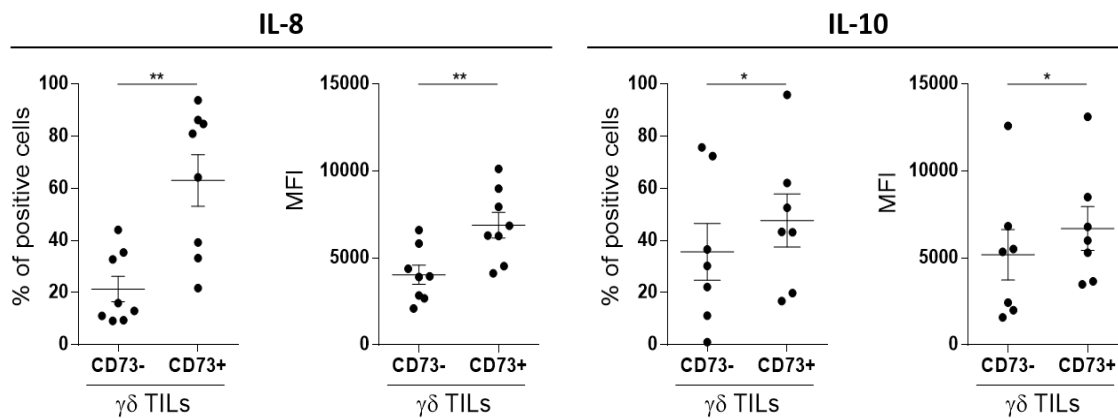 IL-8
IL-10
100
80
60
40
20
0
% of positive cells
**
CD73-
CD73+
γδ TILs
15000
10000
5000
0
MFI
**
CD73-
CD73+
γδ TILs
100
80
60
40
20
0
% of positive cells
*
CD73-
CD73+
γδ TILs
15000
10000
5000
0
MFI
*
CD73-
CD73+
γδ TILs